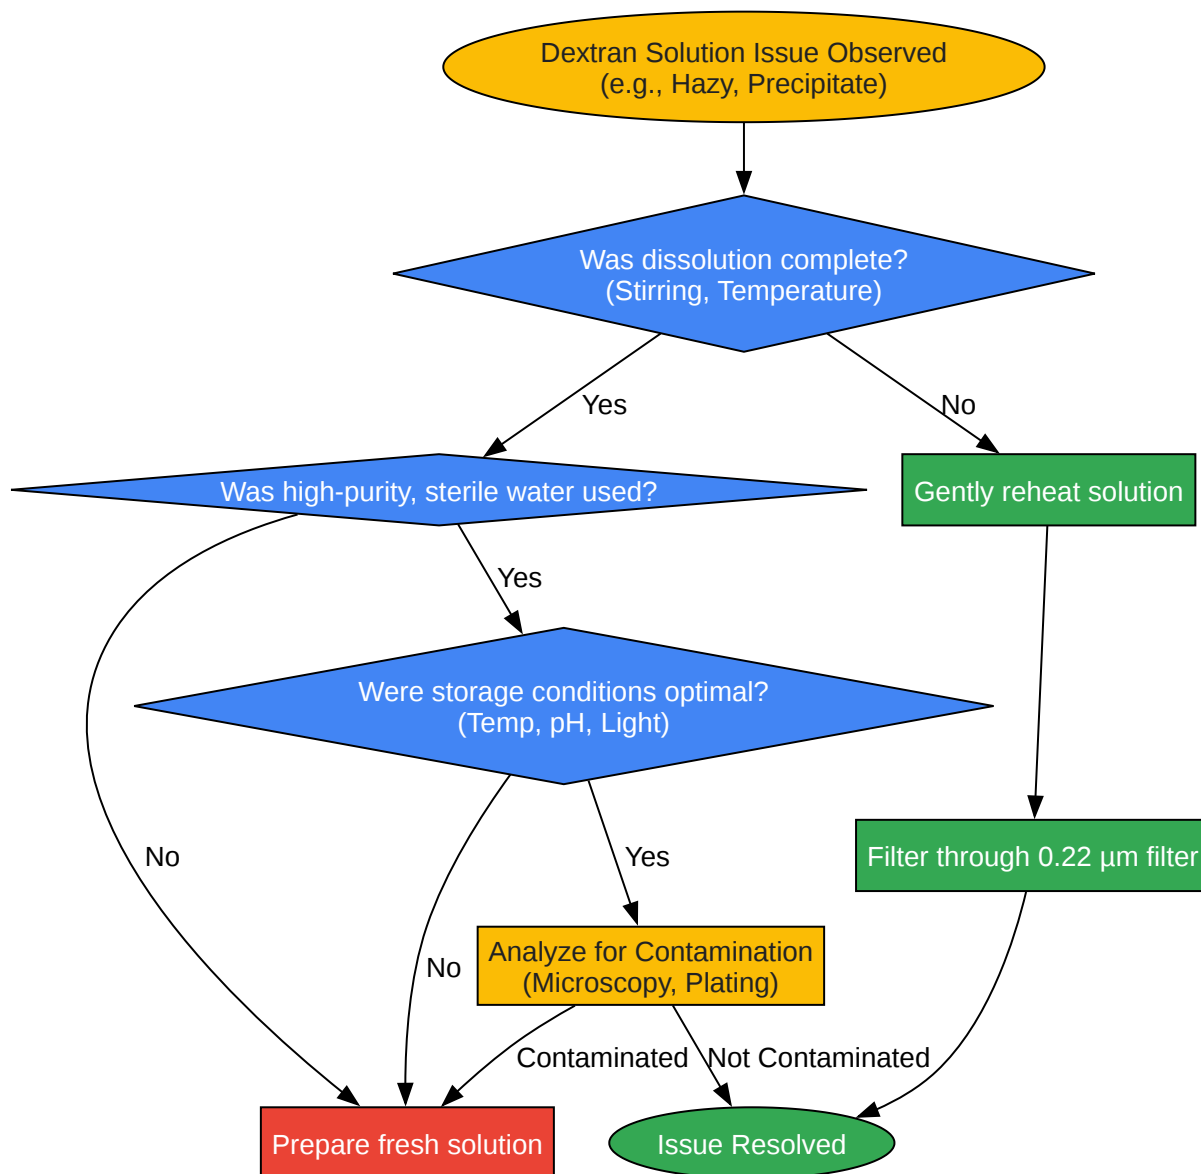 Dextran Solution Issue Observed
(e.g., Hazy, Precipitate)
Was dissolution complete?
(Stirring, Temperature)
Yes
No
Was high-purity, sterile water used?
Gently reheat solution
Yes
Were storage conditions optimal?
(Temp, pH, Light)
No
Yes
Filter through 0.22 µm filter
No
Analyze for Contamination
(Microscopy, Plating)
Contaminated
Not Contaminated
Prepare fresh solution
Issue Resolved